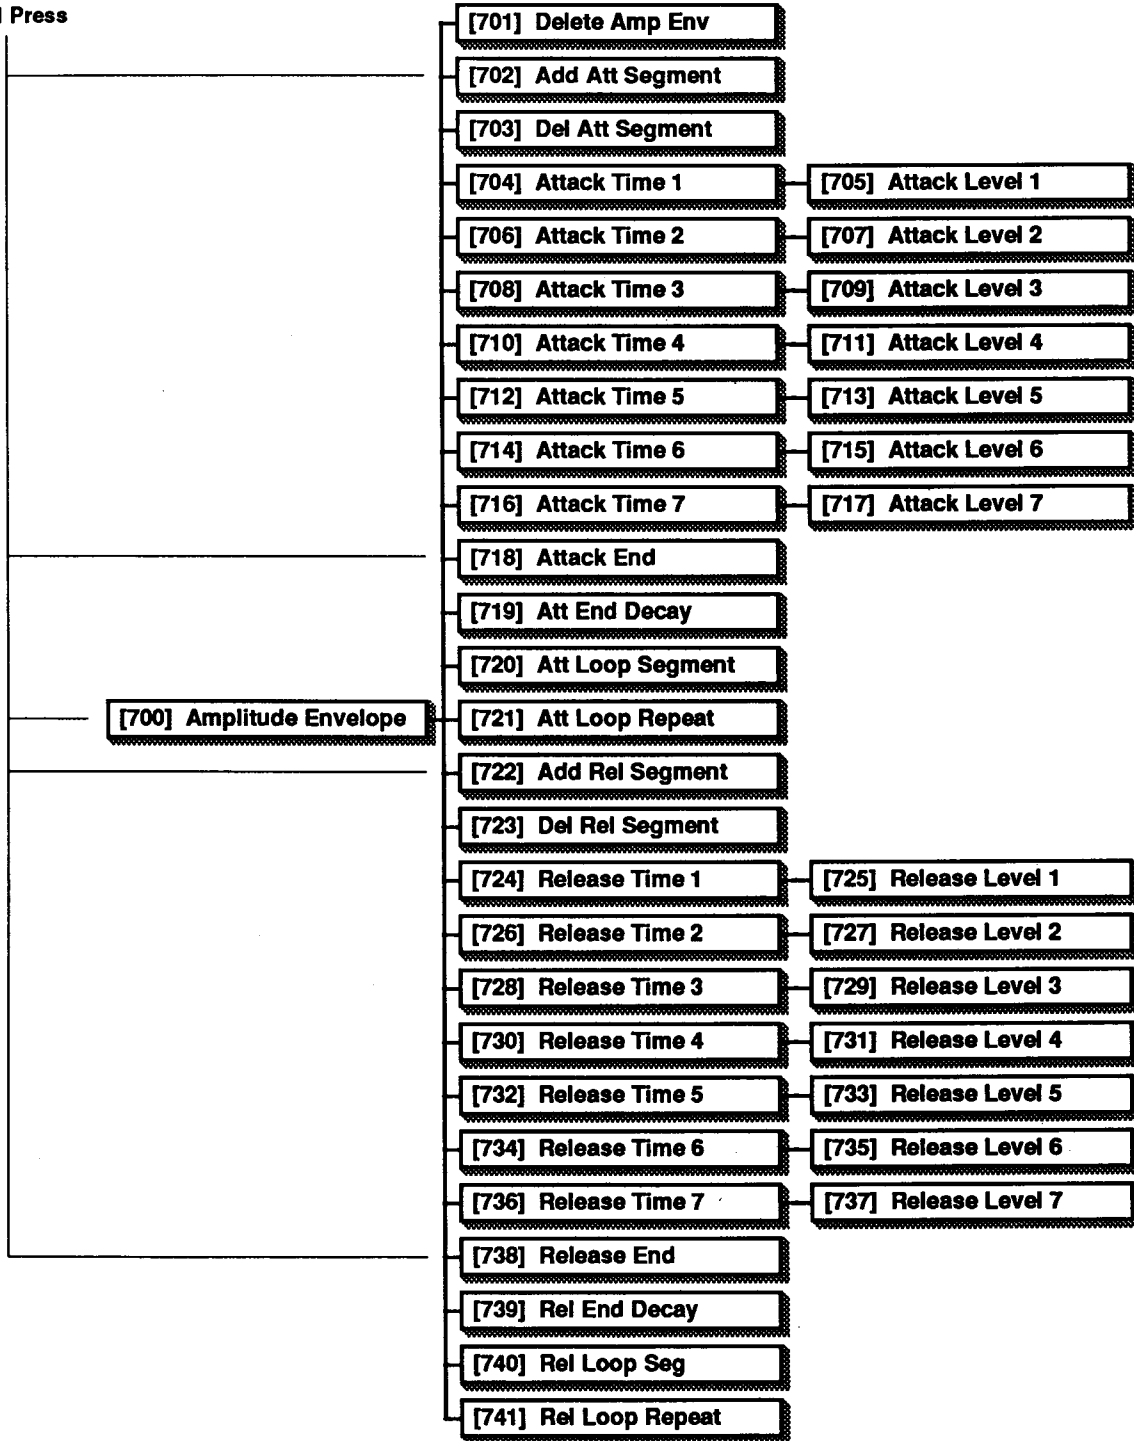 Press
[701] Delete Amp Env
[702] Add Att Segment
[703] Del Att Segment
[704] Attack Time 1 [705] Attack Level 1
[706] Attack Time 2 [707] Attack Level 2
[708] Attack Time 3 [709] Attack Level 3
[710] Attack Time 4 [711] Attack Level 4
[712] Attack Time 5 [713] Attack Level 5
[714] Attack Time 6 [715] Attack Level 6
[716] Attack Time 7 [717] Attack Level 7
[718] Attack End
[719] Att End Decay
[720] Att Loop Segment
[700] Amplitude Envelope [721] Att Loop Repeat
[722] Add Rel Segment
[723] Del Rel Segment
[724] Release Time 1 [725] Release Level 1
[726] Release Time 2 [727] Release Level 2
[728] Release Time 3 [729] Release Level 3
[730] Release Time 4 [731] Release Level 4
[732] Release Time 5 [733] Release Level 5
[734] Release Time 6 [735] Release Level 6
[736] Release Time 7 [737] Release Level 7
[738] Release End
[739] Rel End Decay
[740] Rel Loop Seg
[741] Rel Loop Repeat